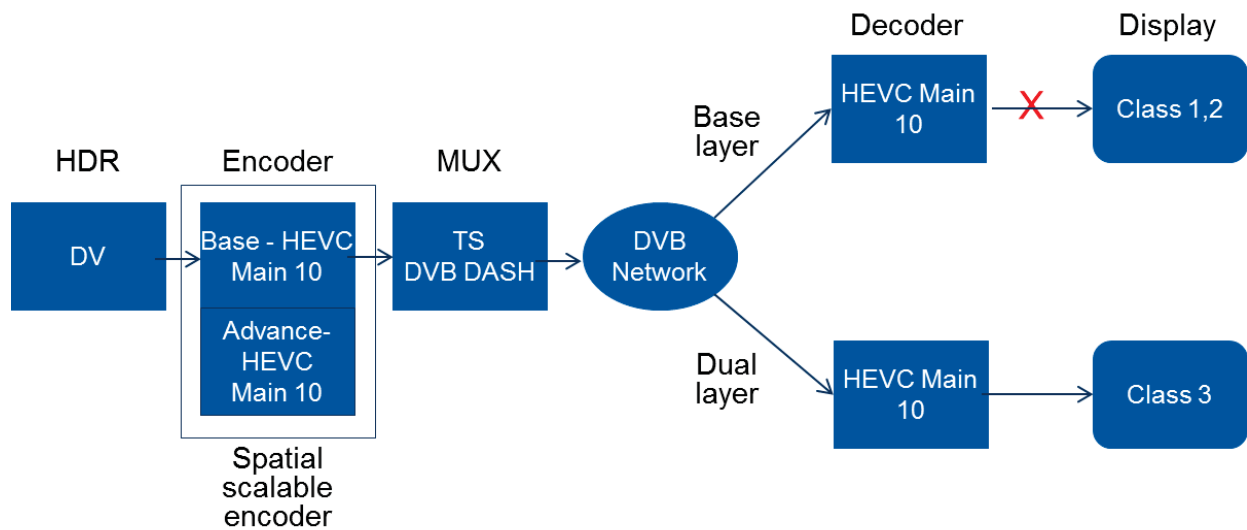 Decoder
Display
HEVC Main
10
X
Class 1,2
Base
layer
HDR
Encoder
MUX
DV
Base - HEVC
Main 10
Advance-
HEVC
Main 10
TS
DVB DASH
DVB
Network
Dual
layer
HEVC Main
10
Class 3
Spatial
scalable
encoder